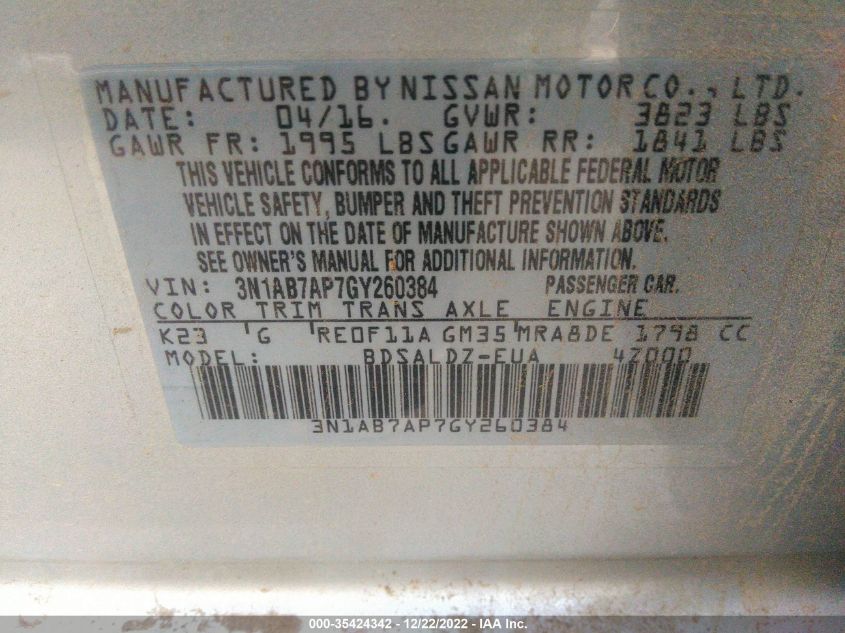 MANUFACTURED BY NISSAN MOTOR CO., LTD.
DATE: 04/16. GVWR: 3823 LBS
GAWR FR: 1995 LBS GAWR RR: 1841 LBS
THIS VEHICLE CONFORMS TO ALL APPLICABLE FEDERAL MOTOR
VEHICLE SAFETY, BUMPER AND THEFT PREVENTION STANDARDS
IN EFFECT ON THE DATE OF MANUFACTURE SHOWN ABOVE.
SEE OWNER'S MANUAL FOR ADDITIONAL INFORMATION.
VIN: 3N1AB7AP7GY260384 PASSENGER CAR.
COLOR TRIM TRANS AXLE ENGINE
K23 G RE0F11A GM35 MRA8DE 1798 CC
MODEL: BDSALDZ-EUA 4Z000
3N1AB7AP7GY260384
000-35424342 - 12/22/2022 - IAA Inc.